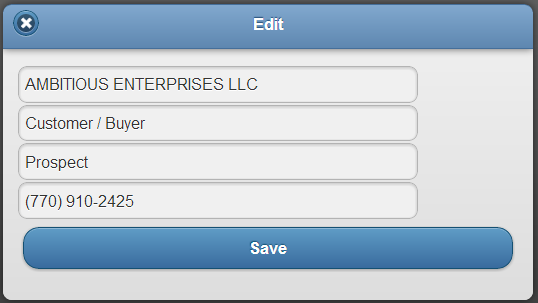 Edit
AMBITIOUS ENTERPRISES LLC
Customer / Buyer
Prospect
(770) 910-2425
Save